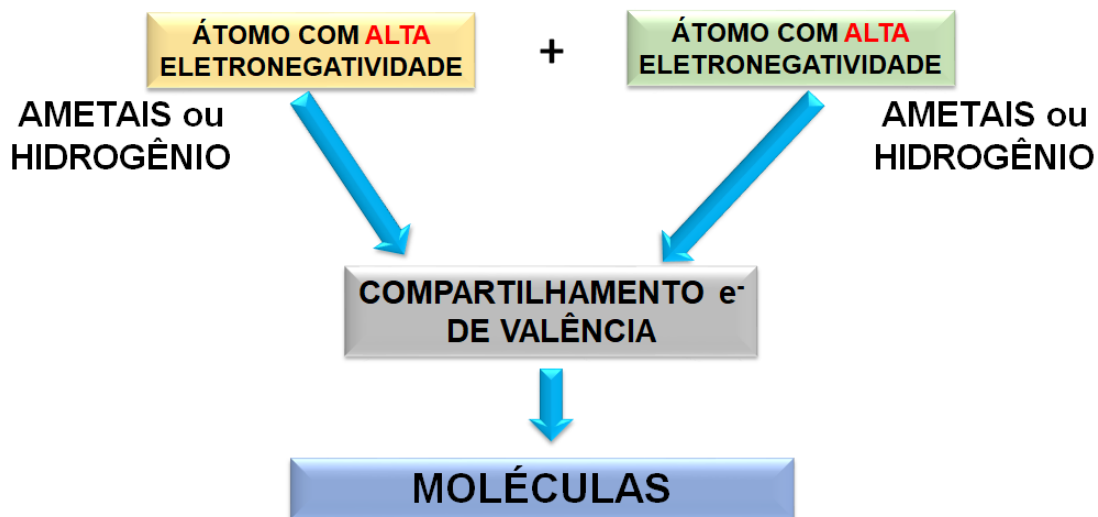 ÁTOMO COM ALTA
ELETRONEGATIVIDADE
+
ÁTOMO COM ALTA
ELETRONEGATIVIDADE
AMETAIS ou
HIDROGÊNIO
AMETAIS ou
HIDROGÊNIO
COMPARTILHAMENTO e-
DE VALÊNCIA
MOLÉCULAS